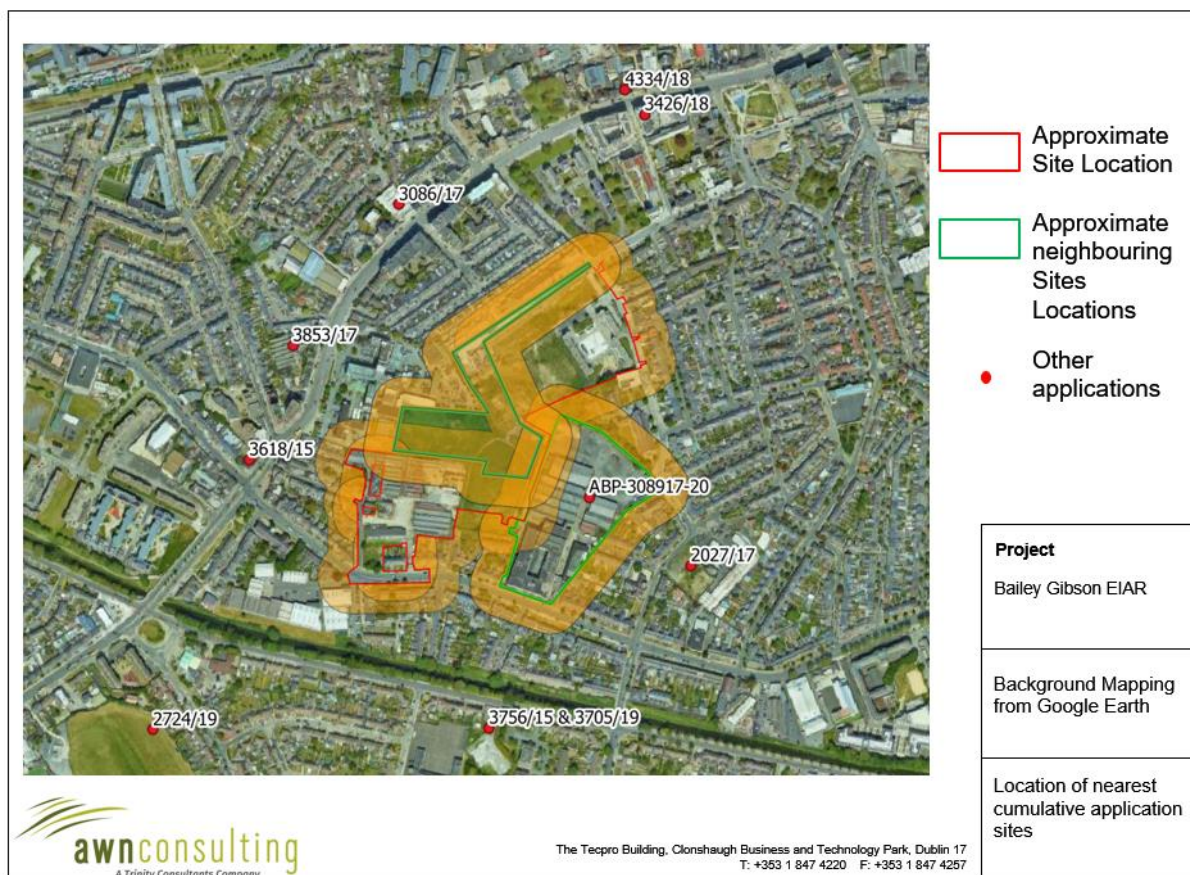 4334/18
3426/18
3086/17
3853/17
3618/15
ABP-308917-20
2027/17
2724/19
3756/15 & 3705/19
Approximate
Site Location
Approximate
neighbouring
Sites
Locations
Other
applications
Project
Bailey Gibson EIAR
Background Mapping
from Google Earth
Location of nearest
cumulative application
sites
awnconsulting
A Trinity Consultants Company
The Tecpro Building, Clonshaugh Business and Technology Park, Dublin 17
T: +353 1 847 4220 F: +353 1 847 4257